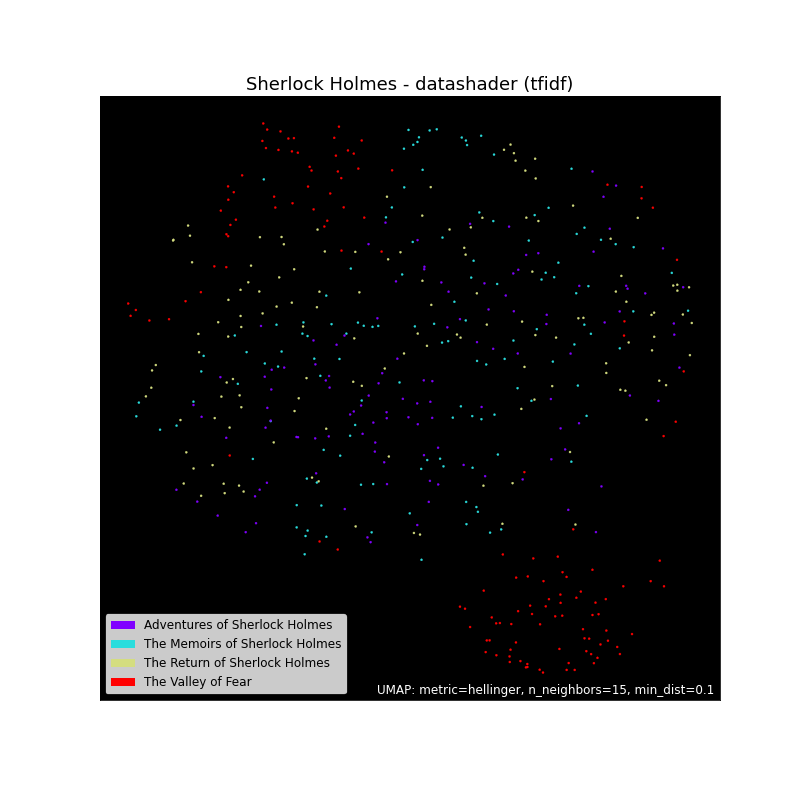 Sherlock Holmes - datashader (tfidf)
Adventures of Sherlock Holmes
The Memoirs of Sherlock Holmes
The Return of Sherlock Holmes
The Valley of Fear
UMAP: metric=hellinger, n_neighbors=15, min_dist=0.1